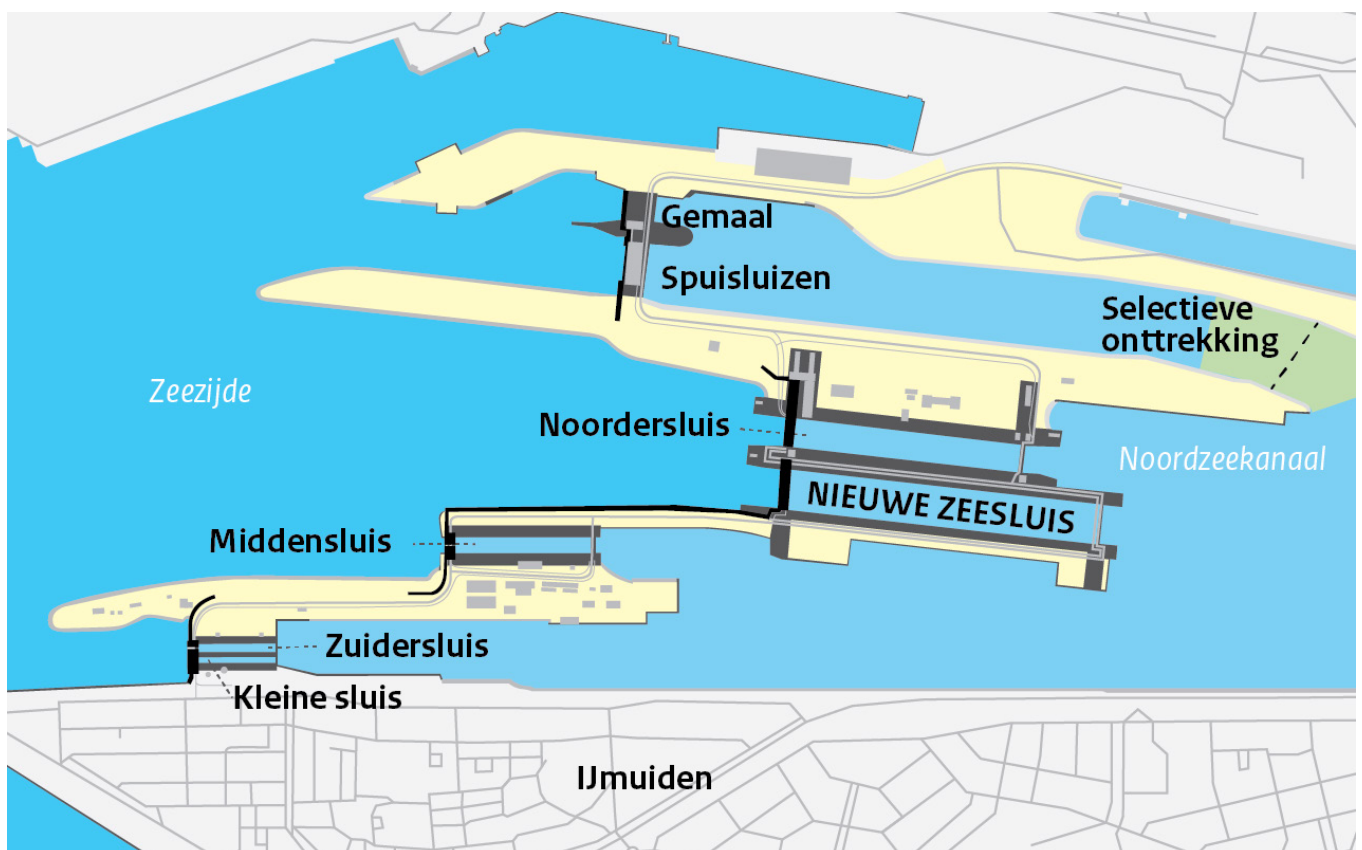 Gemaal
Spuisluizen
Selectieve
onttrekking
Zeezijde
Noordersluis
Noordzeekanaal
NIEUWE ZEESLUIS
Middensluis
Zuidersluis
Kleine sluis
IJmuiden